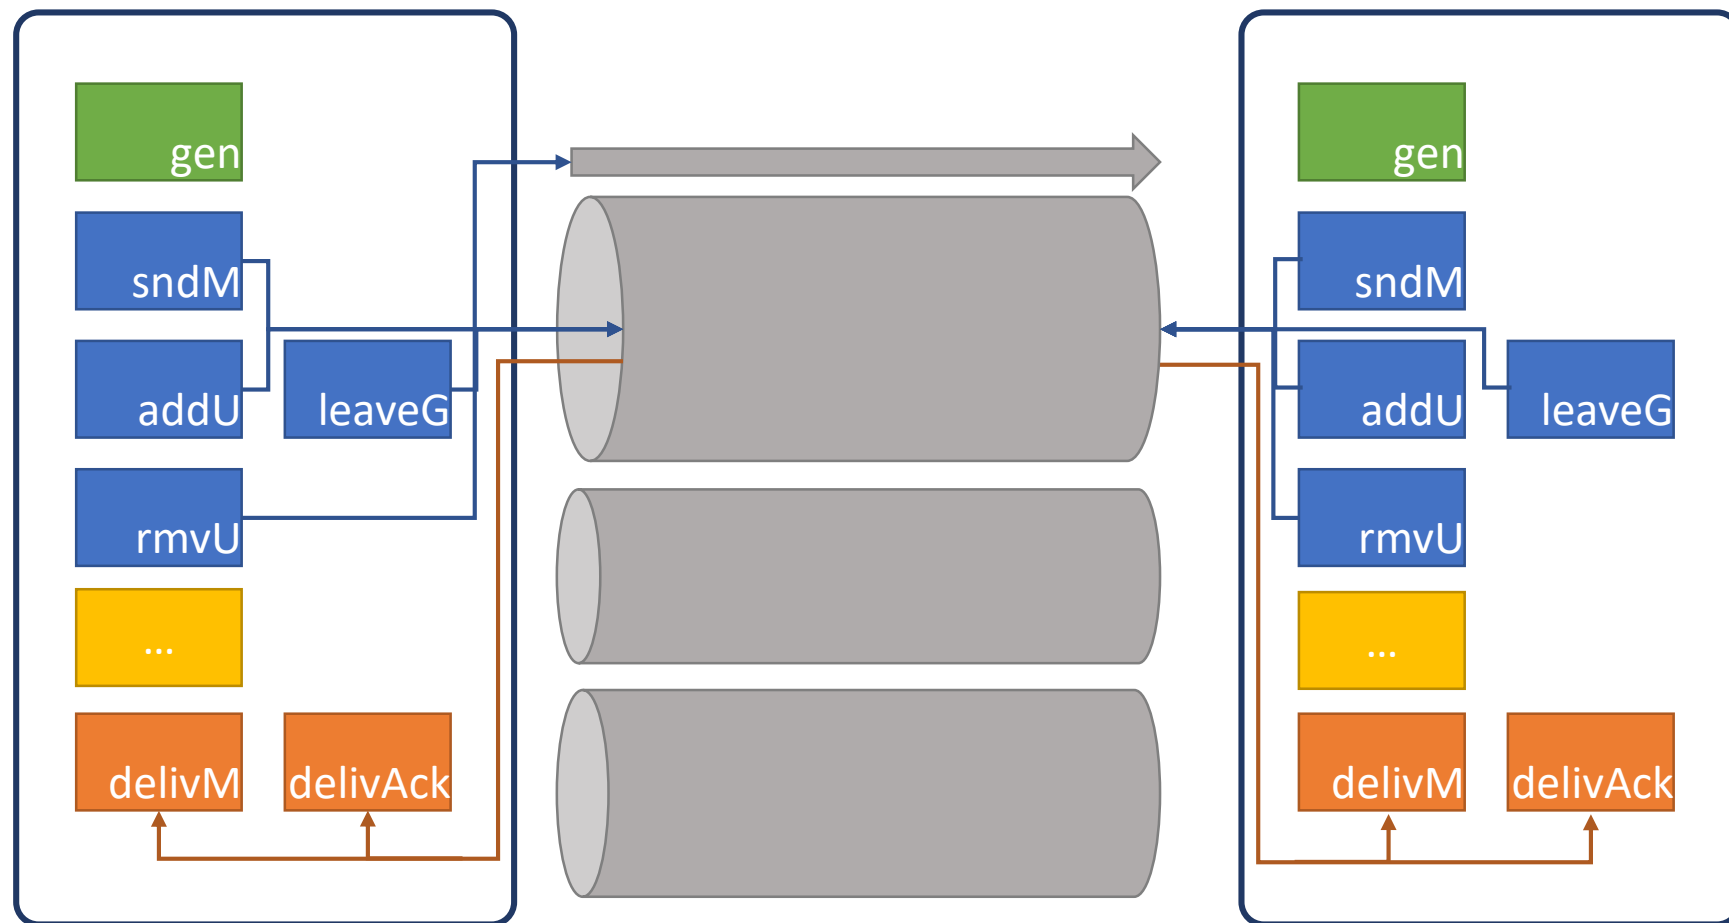 gen
sndM
addU
leaveG
rmvU
...
delivM
delivAck
gen
sndM
addU
leaveG
rmvU
...
delivM
delivAck